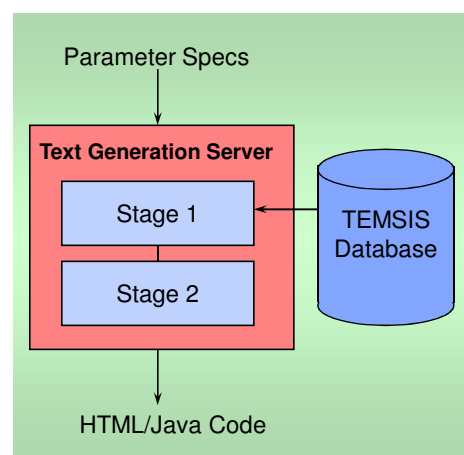 Parameter Specs
Text Generation Server
Stage 1
TEMSIS
Database
Stage 2
HTML/Java Code